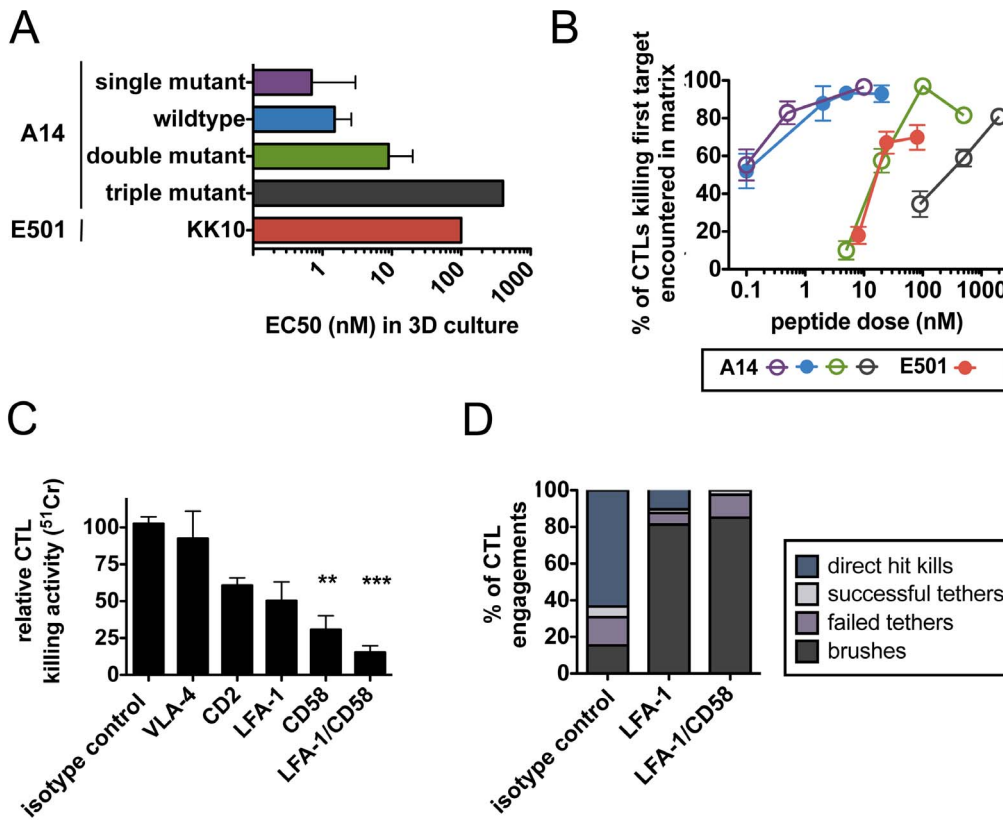 A
A14
single mutant
wildtype
double mutant
triple mutant
E501
KK10
1
10
100
1000
EC50 (nM) in 3D culture
B
% of CTLs killing first target
encountered in matrix
100
80
60
40
20
0
0.1
1
10
100
1000
peptide dose (nM)
A14
E501
C
relative CTL
killing activity (⁵¹Cr)
100
75
50
25
0
**
***
isotype control
VLA-4
CD2
LFA-1
CD58
LFA-1/CD58
D
% of CTL
engagements
100
80
60
40
20
0
isotype control
LFA-1
LFA-1/CD58
direct hit kills
successful tethers
failed tethers
brushes